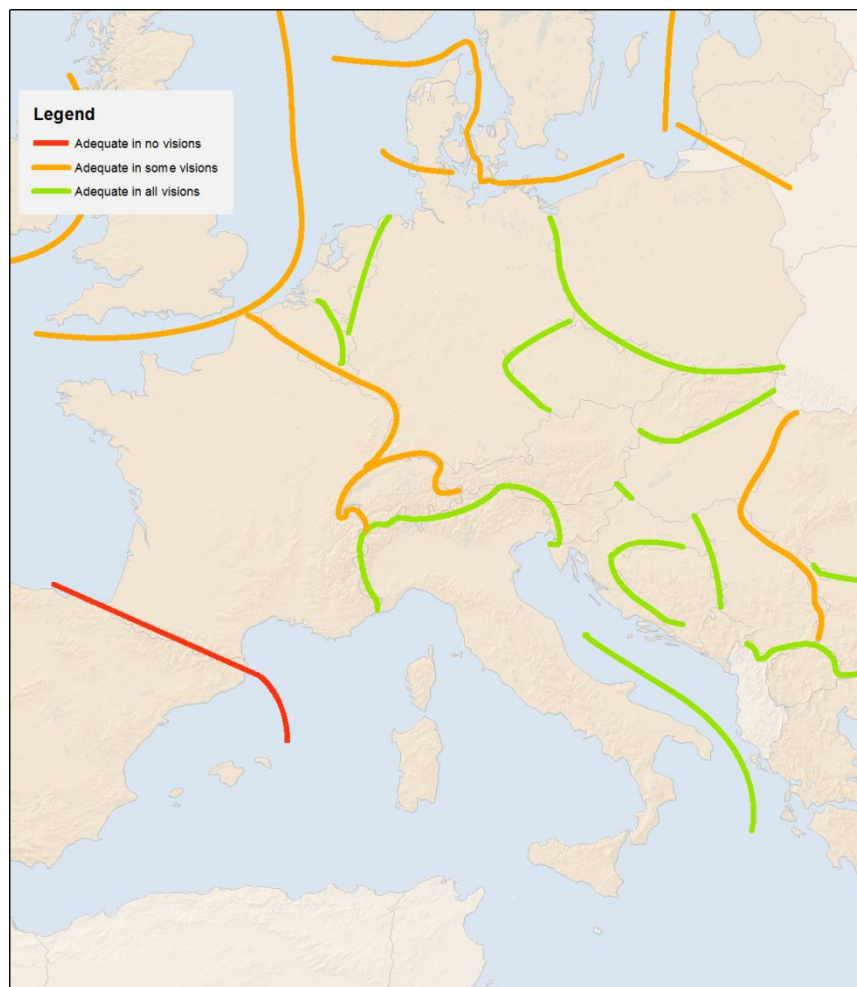 Legend
Adequate in no visions
Adequate in some visions
Adequate in all visions